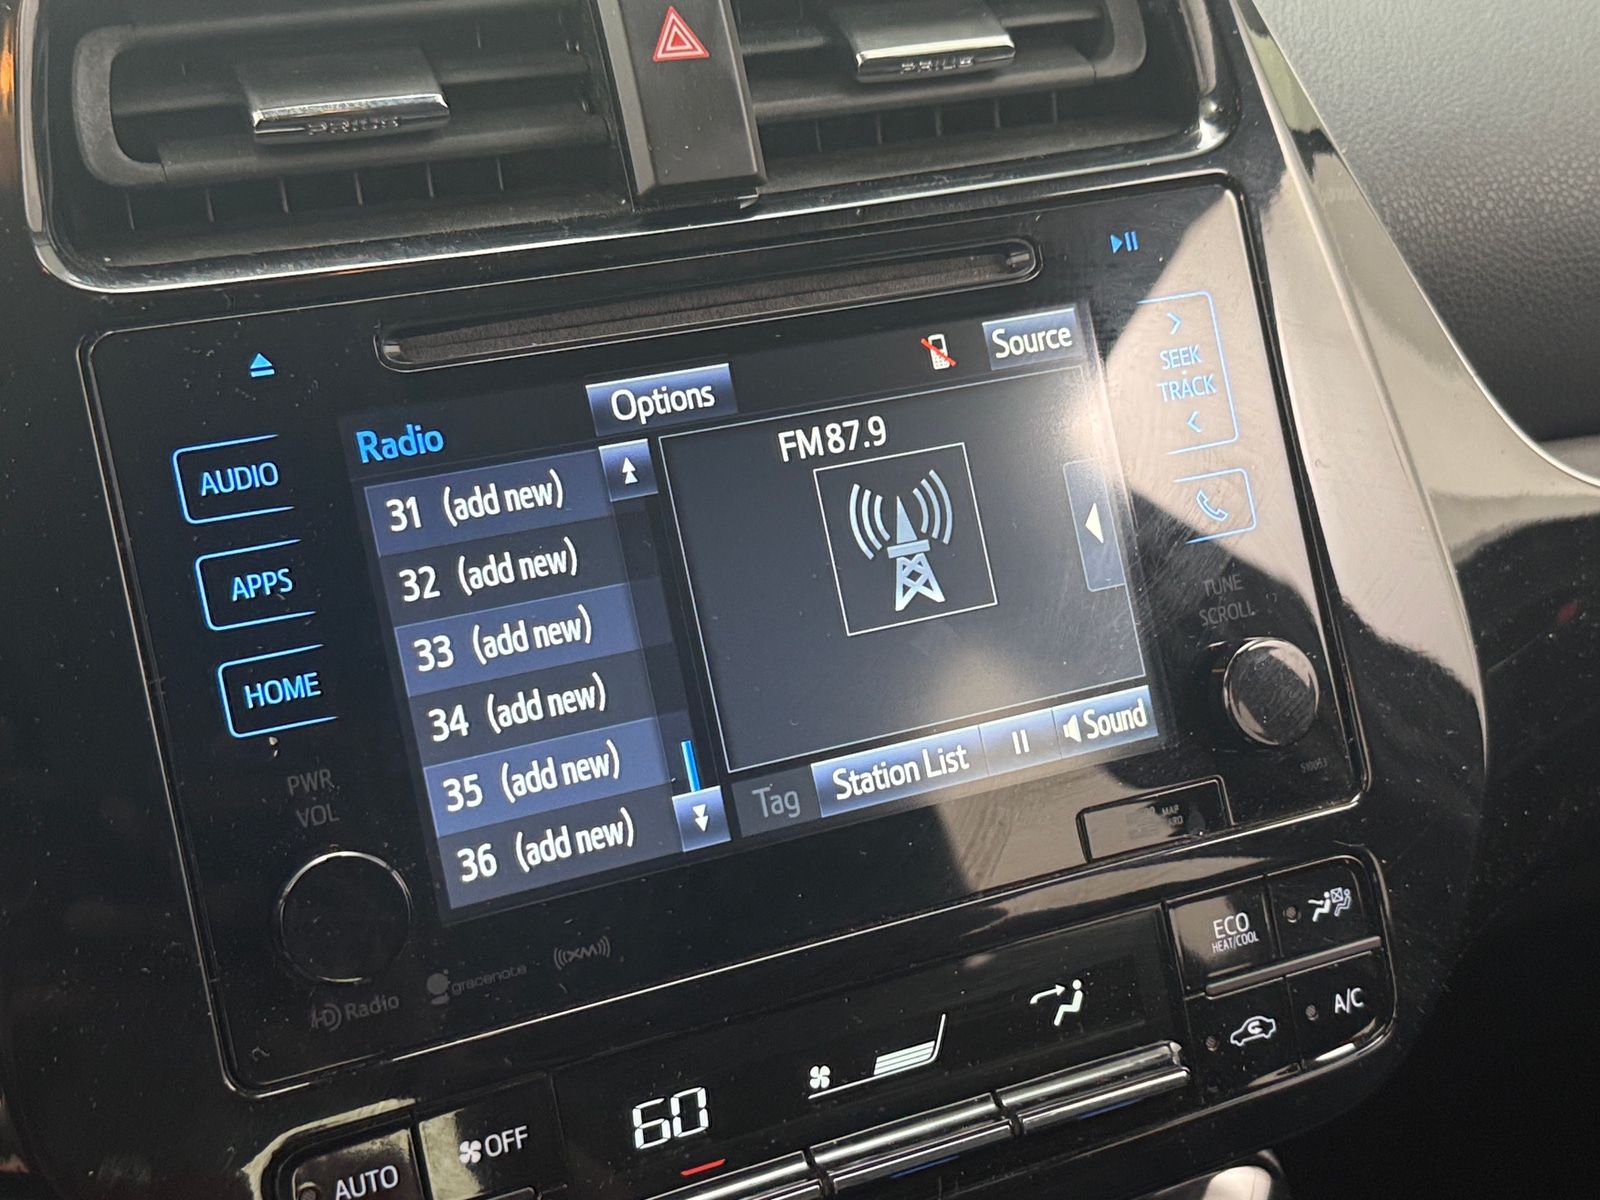 PRIUS
PRIUS
Source
Options
Radio
FM 87.9
31 (add new)
32 (add new)
33 (add new)
34 (add new)
35 (add new)
36 (add new)
Tag
Station List
Sound
AUDIO
APPS
HOME
PWR
VOL
SEEK
TRACK
TUNE
SCROLL
MAP
HD Radio
gracenote
((XM))
ECO
HEAT/COOL
A/C
60
OFF
AUTO